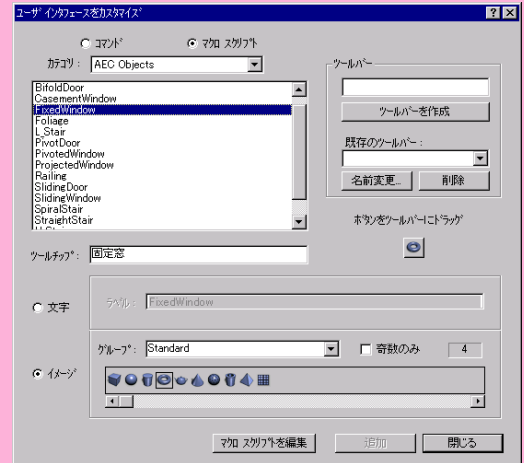 ユーザ インタフェースをカスタマイズ
コマンド
マクロ スクリプト
カテゴリ : AEC Objects
BifoldDoor
CasementWindow
FixedWindow
Foliage
L_Stair
PivotDoor
PivotedWindow
ProjectedWindow
Railing
SlidingDoor
SlidingWindow
SpiralStair
StraightStair
ツールチップ : 固定窓
ツールバー
ツールバーを作成
既存のツールバー :
名前変更...
削除
ボタンをツールバーにドラッグ
文字
ラベル : FixedWindow
グループ : Standard
奇数のみ
4
イメージ
マクロ スクリプトを編集
追加
閉じる